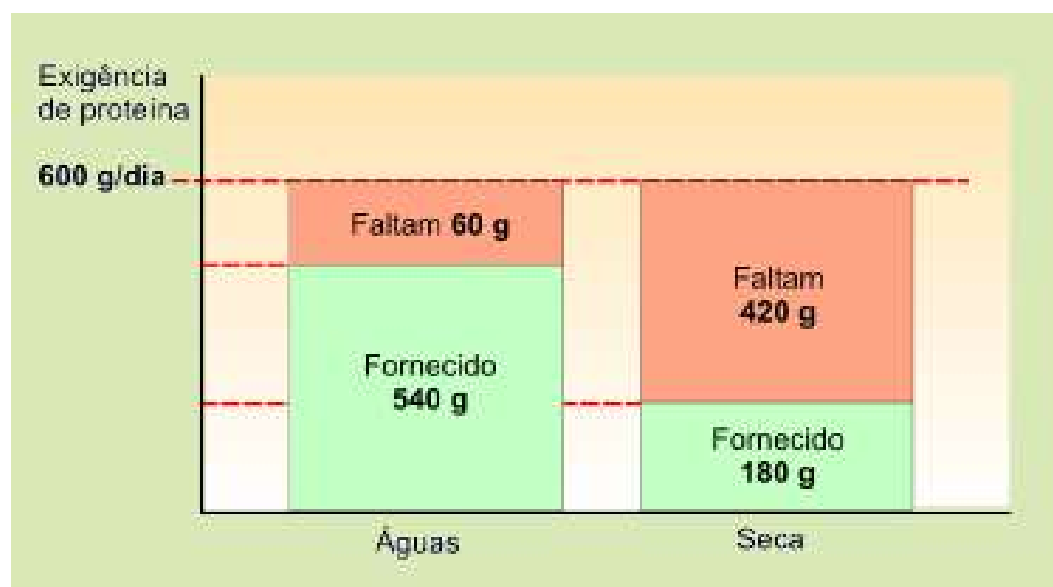 Exigência
de proteína
600 g/dia
Faltam 60 g
Fornecido
540 g
Faltam
420 g
Fornecido
180 g
Águas
Seca